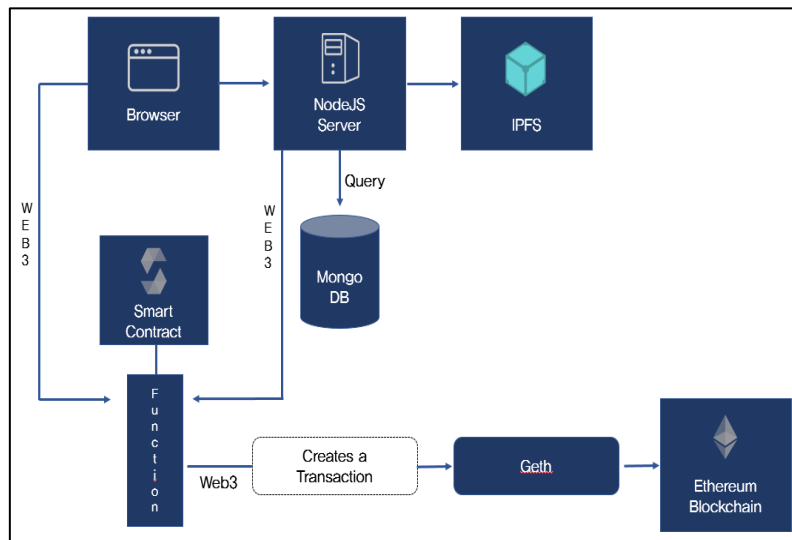 Browser
NodeJS
Server
IPFS
Query
W
E
B
3
W
E
B
3
Mongo
DB
Smart
Contract
F
u
n
c
t
i
o
n
Web3
Creates a
Transaction
Geth
Ethereum
Blockchain